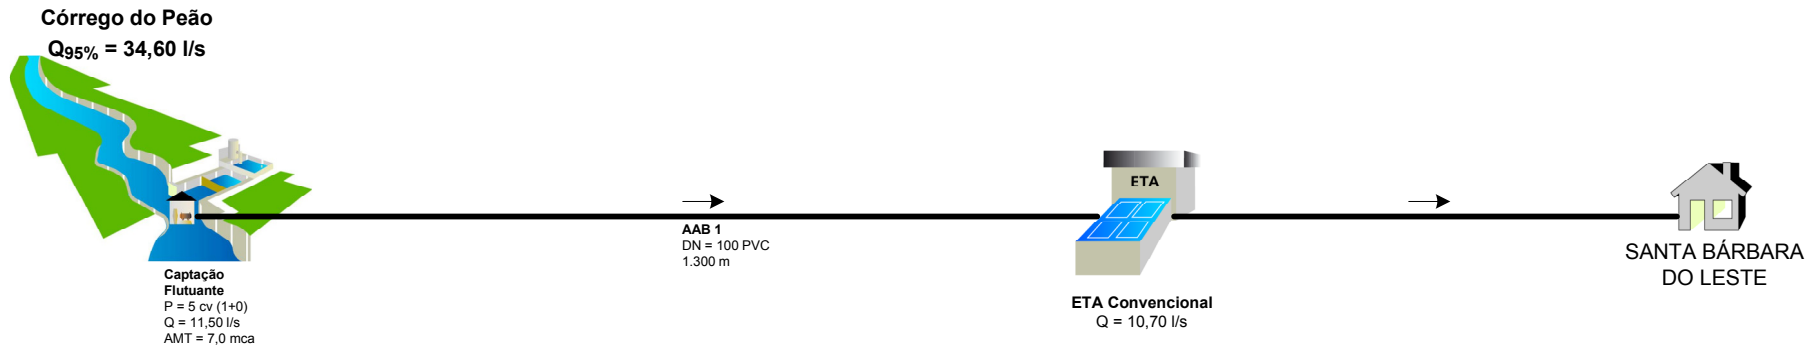 Córrego do Peão
Q95% = 34,60 l/s
Captação
Flutuante
P = 5 cv (1+0)
Q = 11,50 l/s
AMT = 7,0 mca
AAB 1
DN = 100 PVC
1.300 m
ETA
ETA Convencional
Q = 10,70 l/s
SANTA BÁRBARA
DO LESTE